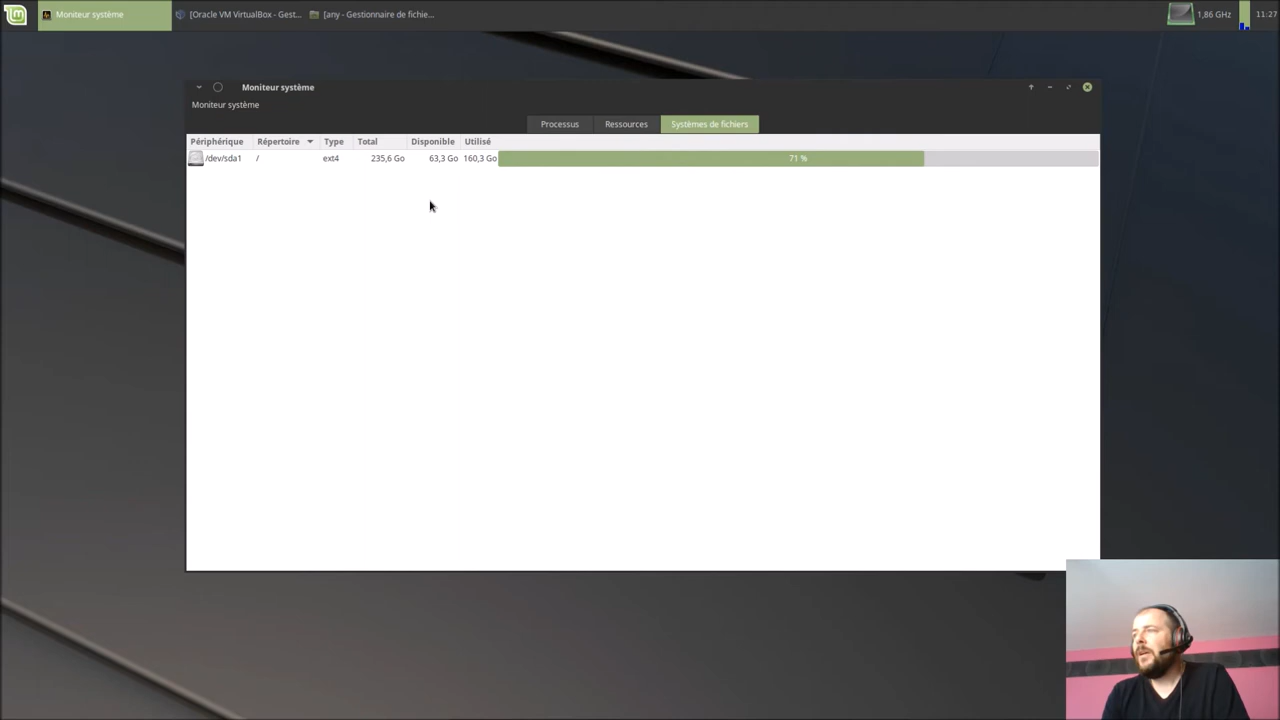 Moniteur système [Oracle VM VirtualBox - Gest... [any - Gestionnaire de fichie... 1,86 GHz 11:27
Moniteur système
Moniteur système
Processus Ressources Systèmes de fichiers
Périphérique Répertoire Type Total Disponible Utilisé
/dev/sda1 / ext4 235,6 Go 63,3 Go 160,3 Go 71 %